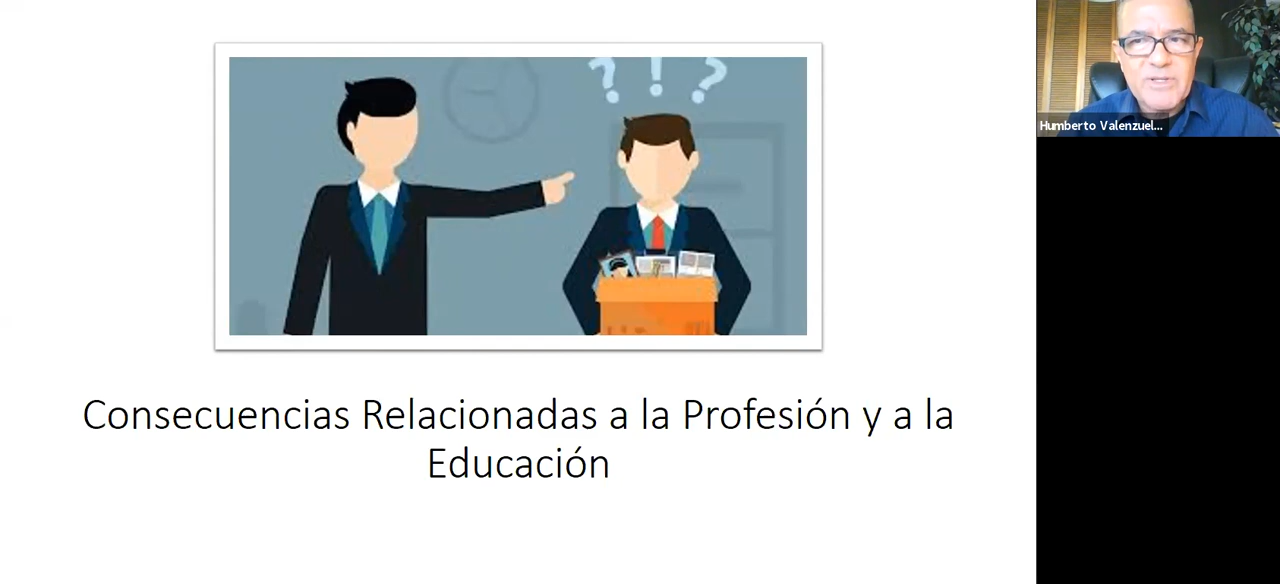 ? ! ?
Humberto Valenzuel...
Consecuencias Relacionadas a la Profesión y a la
Educación